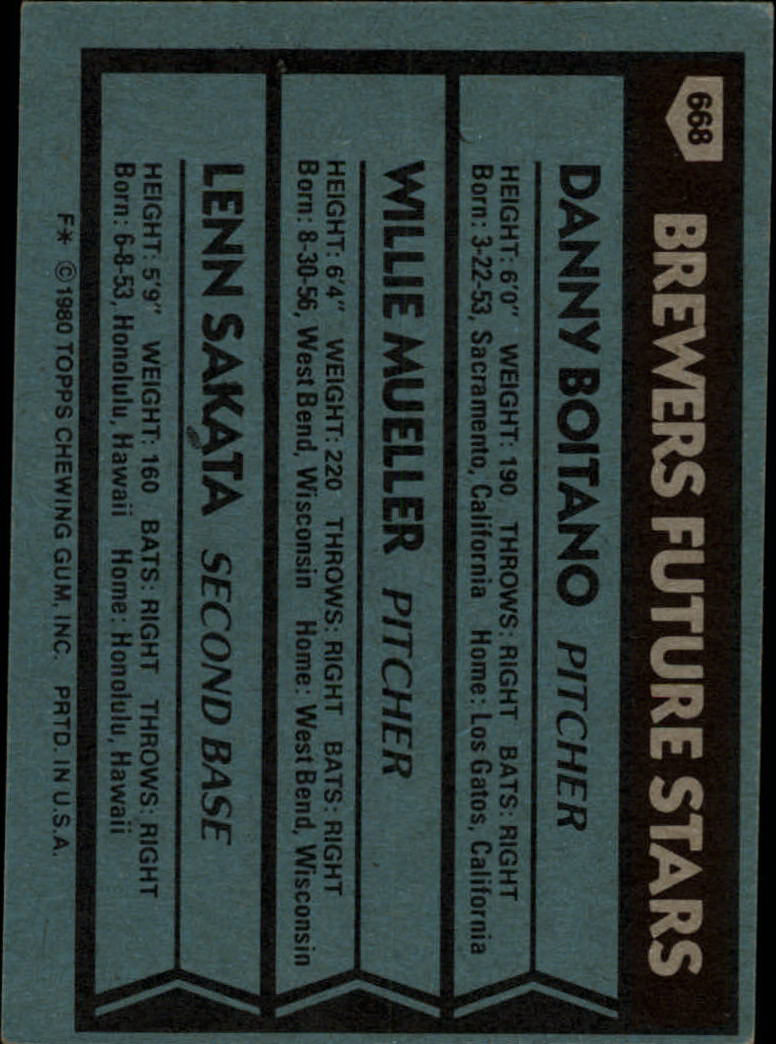 668
BREWERS FUTURE STARS
DANNY BOITANO PITCHER
HEIGHT: 6'0" WEIGHT: 190 THROWS: RIGHT BATS: RIGHT
Born: 3-22-53, Sacramento, California Home: Los Gatos, California
WILLIE MUELLER PITCHER
HEIGHT: 6'4" WEIGHT: 220 THROWS: RIGHT BATS: RIGHT
Born: 8-30-56, West Bend, Wisconsin Home: West Bend, Wisconsin
LENN SAKATA SECOND BASE
HEIGHT: 5'9" WEIGHT: 160 BATS: RIGHT THROWS: RIGHT
Born: 6-8-53, Honolulu, Hawaii Home: Honolulu, Hawaii
F* © 1980 TOPPS CHEWING GUM, INC. PRTD. IN U.S.A.